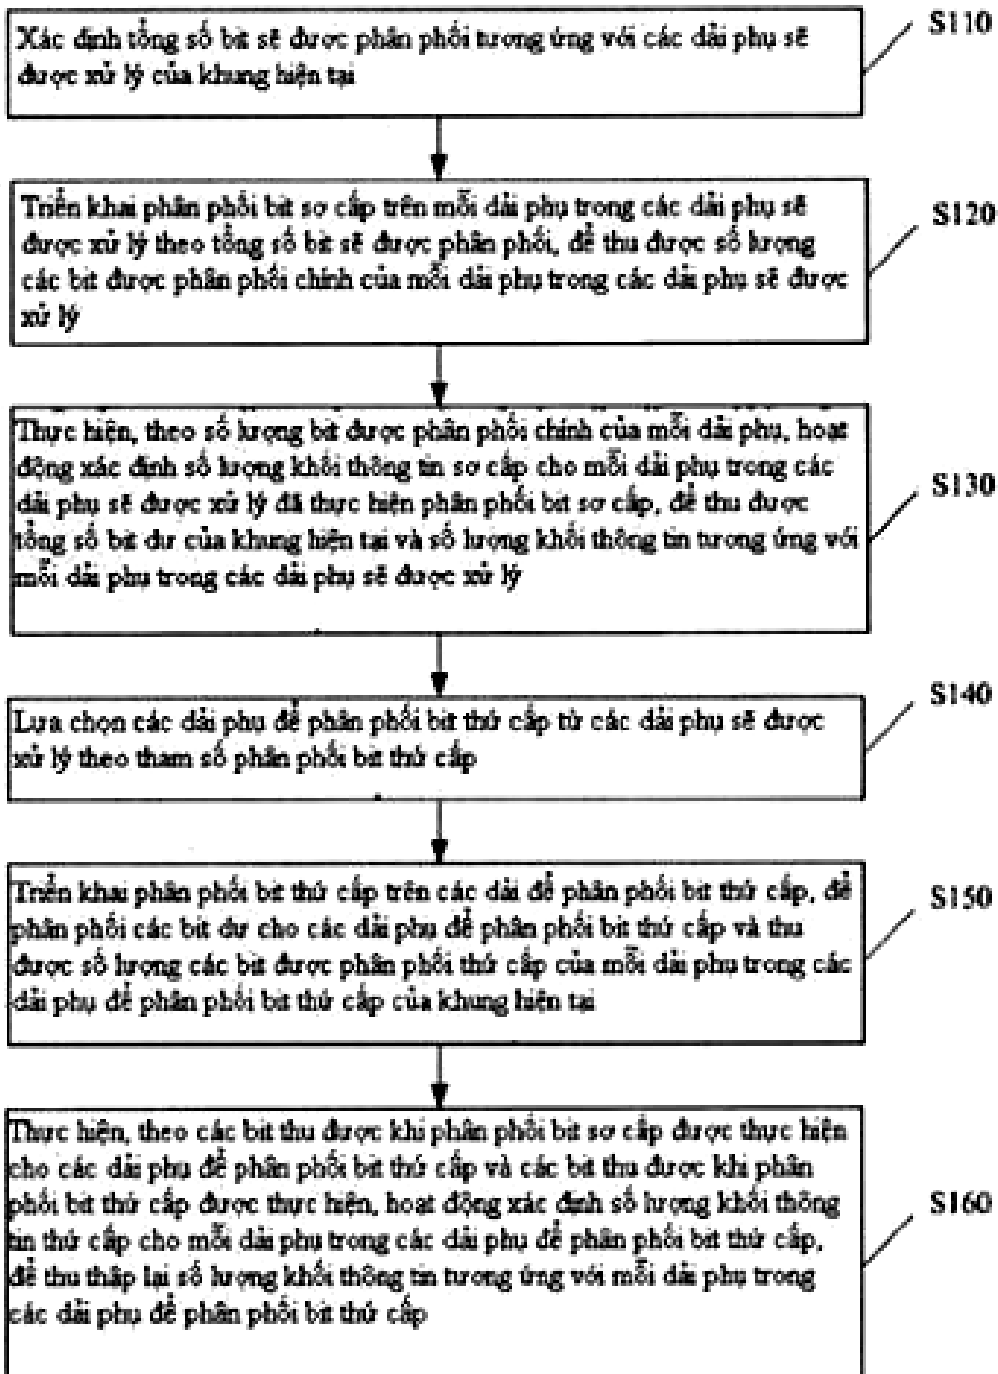 Xác định tổng số bit sẽ được phân phối tương ứng với các dải phụ sẽ
được xử lý của khung hiện tại
S110
Triển khai phân phối bit sơ cấp trên mỗi dải phụ trong các dải phụ sẽ
được xử lý theo tổng số bit sẽ được phân phối, để thu được số lượng
các bit được phân phối chính của mỗi dải phụ trong các dải phụ sẽ được
xử lý
S120
Thực hiện, theo số lượng bit được phân phối chính của mỗi dải phụ, hoạt
động xác định số lượng khối thông tin sơ cấp cho mỗi dải phụ trong các
dải phụ sẽ được xử lý đã thực hiện phân phối bit sơ cấp, để thu được
tổng số bit dư của khung hiện tại và số lượng khối thông tin tương ứng với
mỗi dải phụ trong các dải phụ sẽ được xử lý
S130
Lựa chọn các dải phụ để phân phối bit thứ cấp từ các dải phụ sẽ được
xử lý theo tham số phân phối bit thứ cấp
S140
Triển khai phân phối bit thứ cấp trên các dải để phân phối bit thứ cấp, để
phân phối các bit dư cho các dải phụ để phân phối bit thứ cấp và thu
được số lượng các bit được phân phối thứ cấp của mỗi dải phụ trong các
dải phụ để phân phối bit thứ cấp của khung hiện tại
S150
Thực hiện, theo các bit thu được khi phân phối bit sơ cấp được thực hiện
cho các dải phụ để phân phối bit thứ cấp và các bit thu được khi phân
phối bit thứ cấp được thực hiện, hoạt động xác định số lượng khối thông
tin thứ cấp cho mỗi dải phụ trong các dải phụ để phân phối bit thứ cấp,
để thu thập lại số lượng khối thông tin tương ứng với mỗi dải phụ trong
các dải phụ để phân phối bit thứ cấp
S160